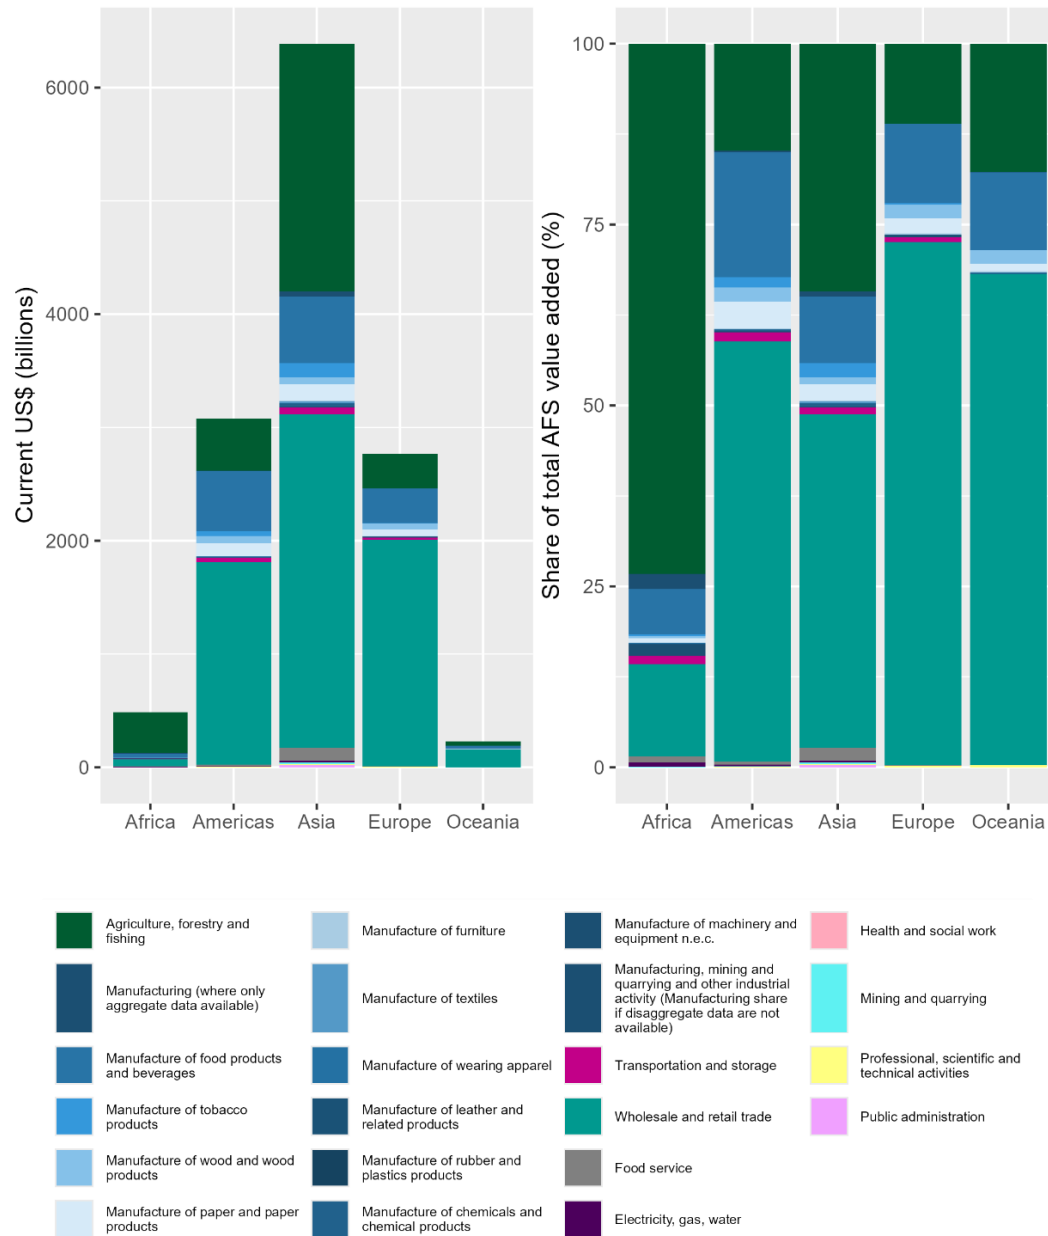 Current US$ (billions)
6000
4000
2000
0
Africa Americas Asia Europe Oceania
Share of total AFS value added (%)
100
75
50
25
0
Africa Americas Asia Europe Oceania
Agriculture, forestry and
fishing
Manufacturing (where only
aggregate data available)
Manufacture of food products
and beverages
Manufacture of tobacco
products
Manufacture of wood and wood
products
Manufacture of paper and paper
products
Manufacture of furniture
Manufacture of textiles
Manufacture of wearing apparel
Manufacture of leather and
related products
Manufacture of rubber and
plastics products
Manufacture of chemicals and
chemical products
Manufacture of machinery and
equipment n.e.c.
Manufacturing, mining and
quarrying and other industrial
activity (Manufacturing share
if disaggregate data are not
available)
Transportation and storage
Wholesale and retail trade
Food service
Electricity, gas, water
Health and social work
Mining and quarrying
Professional, scientific and
technical activities
Public administration